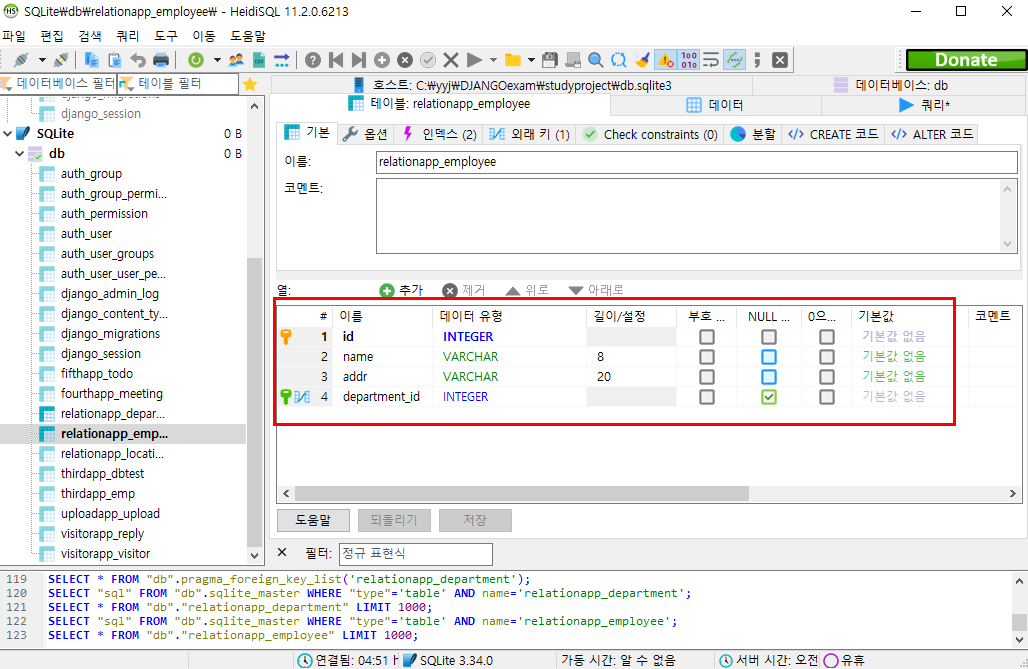 SQLite₩db₩relationapp_employee₩ - HeidiSQL 11.2.0.6213
파일 편집 검색 쿼리 도구 이동 도움말
Donate
데이터베이스 필터 테이블 필터
호스트: C:₩yyj₩DJANGOexam₩studyproject₩db.sqlite3
데이터베이스: db
테이블: relationapp_employee
데이터
쿼리*
django_migrations
django_session
SQLite 0 B
db 0 B
auth_group
auth_group_permi...
auth_permission
auth_user
auth_user_groups
auth_user_user_pe...
django_admin_log
django_content_ty...
django_migrations
django_session
fifthapp_todo
fourthapp_meeting
relationapp_depar...
relationapp_emp...
relationapp_locati...
thirdapp_dbtest
thirdapp_emp
uploadapp_upload
visitorapp_reply
visitorapp_visitor
기본 옵션 인덱스 (2) 외래 키 (1) Check constraints (0) 분할 CREATE 코드 ALTER 코드
이름: relationapp_employee
코멘트:
열: 추가 제거 위로 아래로
# 이름 데이터 유형 길이/설정 부호 ... NULL ... 0으... 기본값 코멘트
1 id INTEGER 기본값 없음
2 name VARCHAR 8 기본값 없음
3 addr VARCHAR 20 기본값 없음
4 department_id INTEGER 기본값 없음
도움말 되돌리기 저장
필터: 정규 표현식
119 SELECT * FROM "db".pragma_foreign_key_list('relationapp_department');
120 SELECT "sql" FROM "db".sqlite_master WHERE "type"='table' AND name='relationapp_department';
121 SELECT * FROM "db"."relationapp_department" LIMIT 1000;
122 SELECT "sql" FROM "db".sqlite_master WHERE "type"='table' AND name='relationapp_employee';
123 SELECT * FROM "db"."relationapp_employee" LIMIT 1000;
연결됨: 04:51 h SQLite 3.34.0 가동 시간: 알 수 없음 서버 시간: 오전 유휴